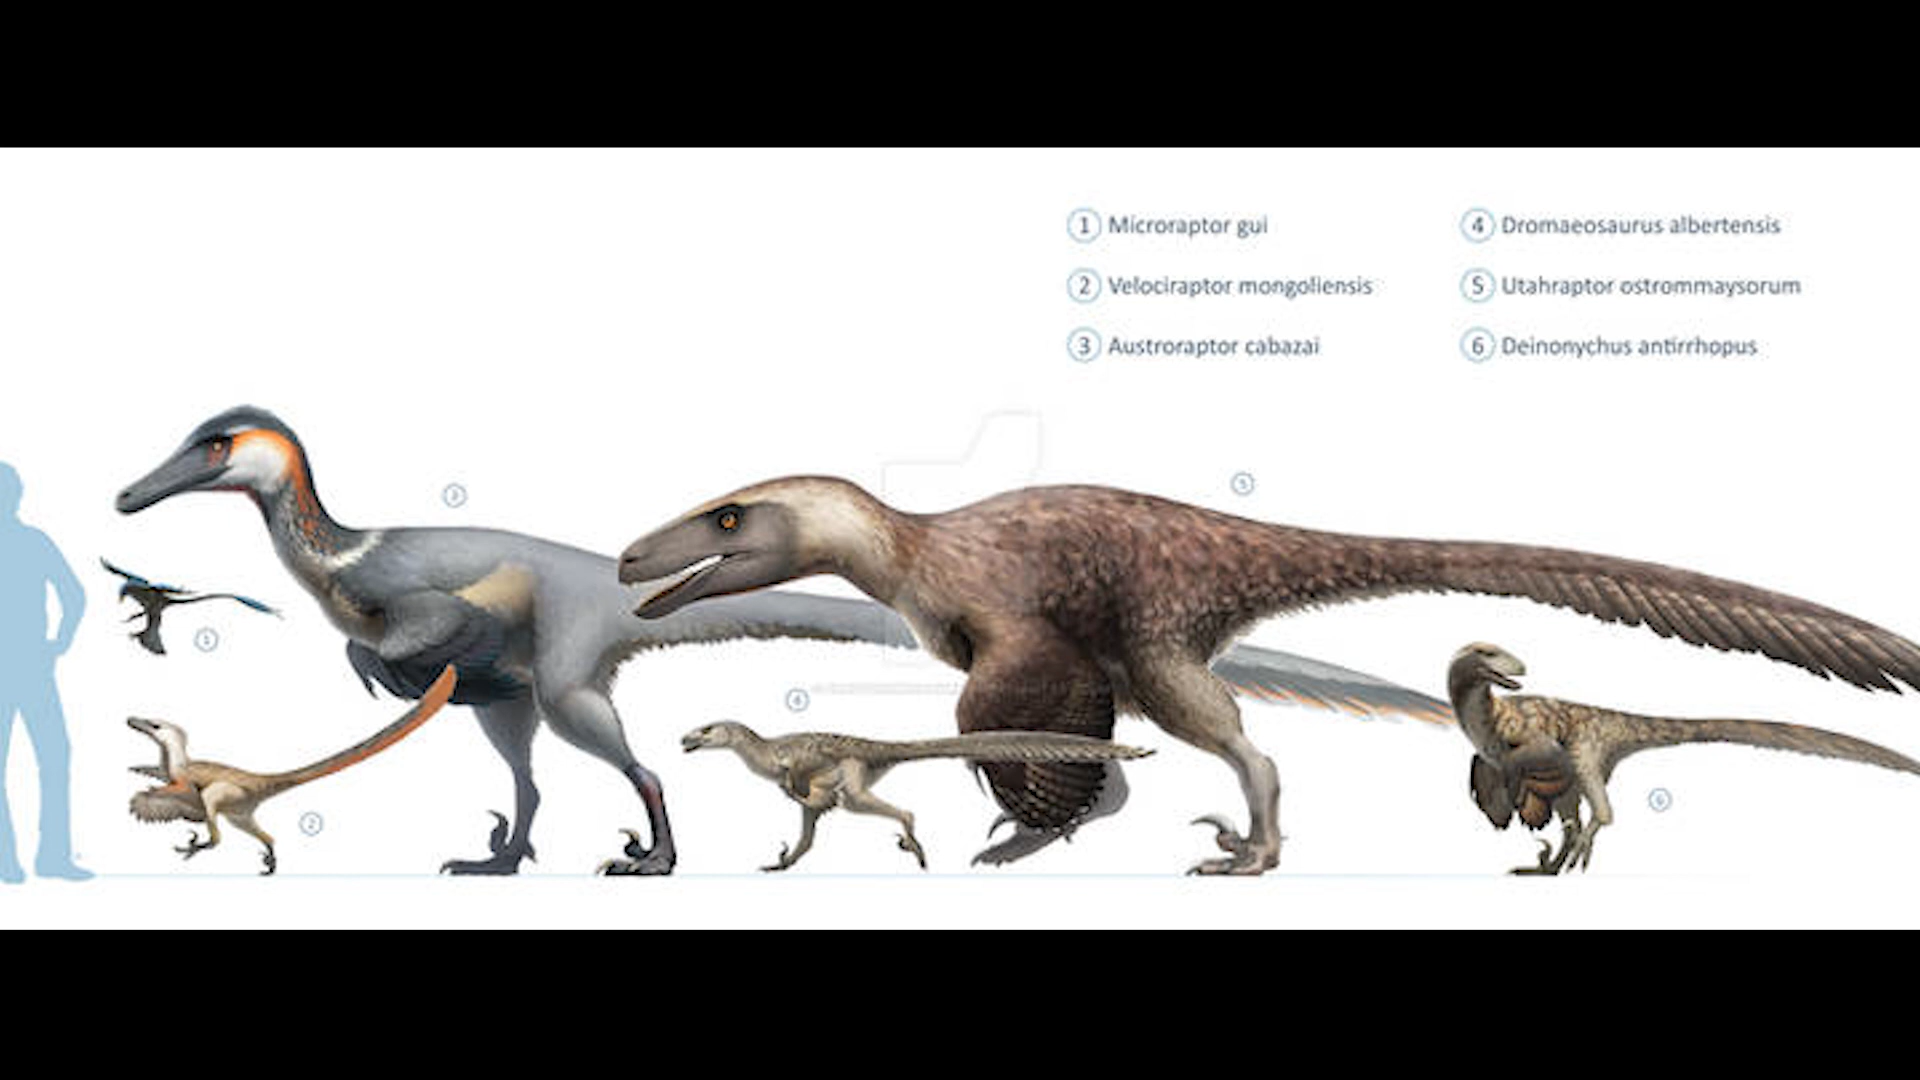 1 Microraptor gui
2 Velociraptor mongoliensis
3 Austroraptor cabazai
4 Dromaeosaurus albertensis
5 Utahraptor ostrommaysorum
6 Deinonychus antirrhopus
3
5
1
4
2
6